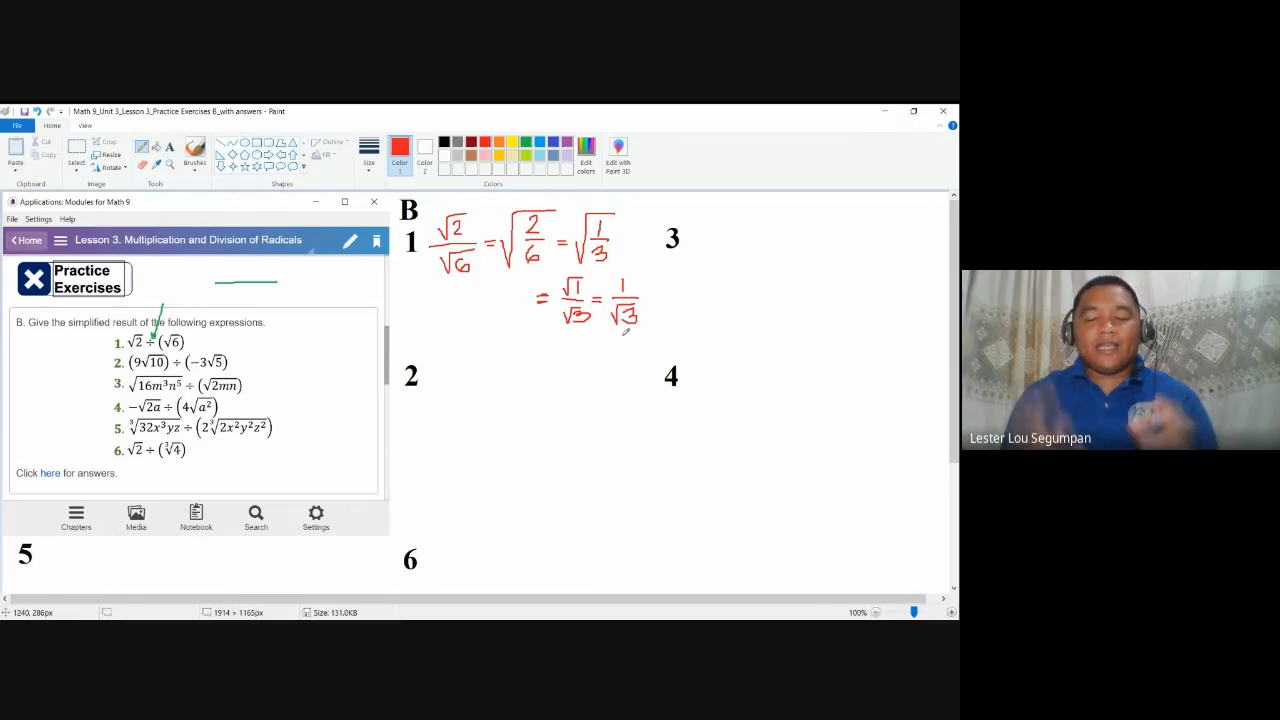 Math 9_Unit 3_Lesson 3_Practice Exercises B_with answers - Paint
File Home View
Cut
Copy
Paste
Clipboard
Select
Crop
Resize
Rotate
Image
Tools
Brushes
Outline
Fill
Shapes
Size
Color 1
Color 2
Edit colors
Edit with Paint 3D
Colors
Applications: Modules for Math 9
File Settings Help
Home
Lesson 3. Multiplication and Division of Radicals
Practice
Exercises
B. Give the simplified result of the following expressions.
1. √2 ÷ (√6)
2. (9√10) ÷ (−3√5)
3. √16m³n⁵ ÷ (√2mn)
4. −√2a ÷ (4√a²)
5. ∛32x³yz ÷ (2∛2x²y²z²)
6. √2 ÷ (∛4)
Click here for answers.
Chapters Media Notebook Search Settings
B
1 √2/√6 = √(2/6) = √(1/3)
= √1/√3 = 1/√3
3
2
4
5
6
1240, 286px
1914 × 1165px
Size: 131.0KB
100%
Lester Lou Segumpan